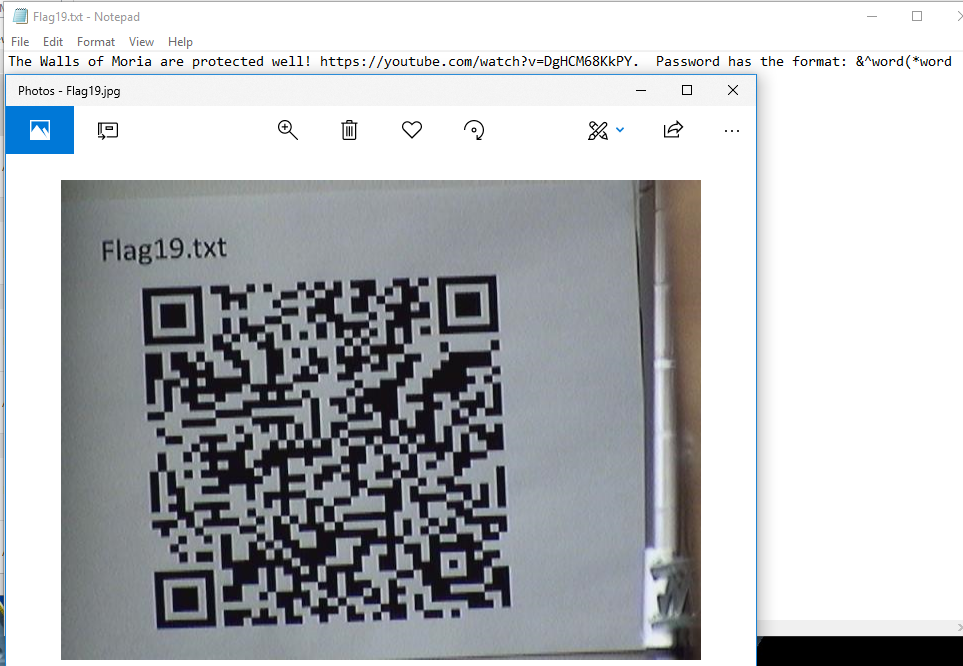 Flag19.txt - Notepad
File Edit Format View Help
The Walls of Moria are protected well! https://youtube.com/watch?v=DgHCM68KkPY.  Password has the format: &^word(*word
Photos - Flag19.jpg
Flag19.txt